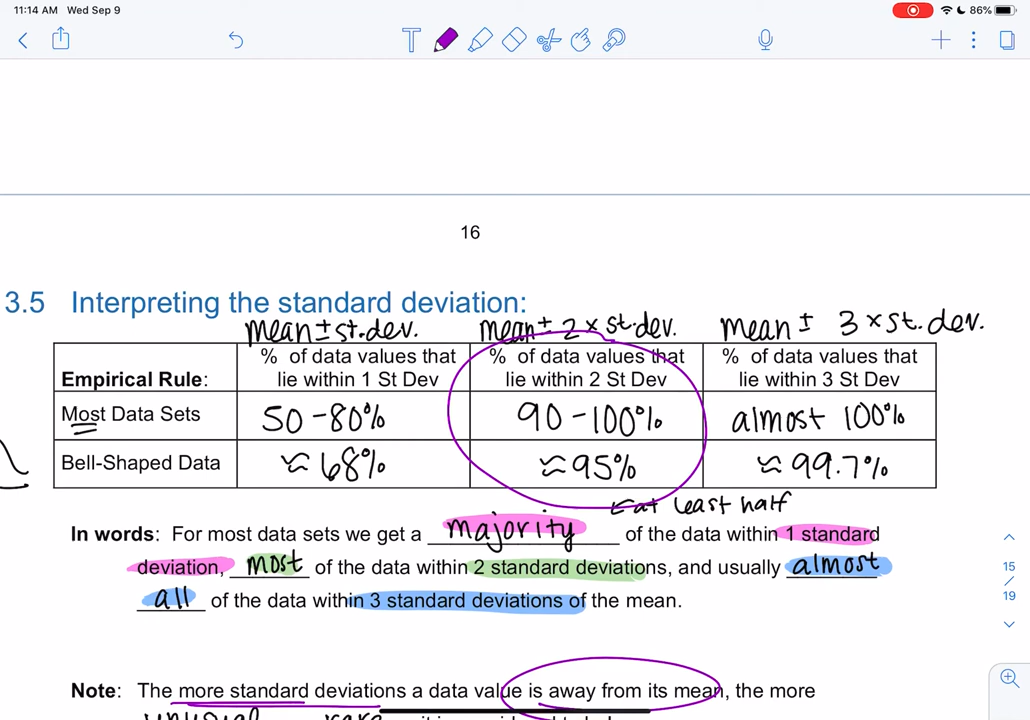 11:14 AM Wed Sep 9
86%
T
16
3.5 Interpreting the standard deviation:
mean ± st.dev. mean ± 2 × st.dev. mean ± 3 × st.dev.
% of data values that % of data values that % of data values that
Empirical Rule: lie within 1 St Dev lie within 2 St Dev lie within 3 St Dev
Most Data Sets 50-80% 90-100% almost 100%
Bell-Shaped Data ≈ 68% ≈ 95% ≈ 99.7%
← at least half
In words: For most data sets we get a majority of the data within 1 standard
deviation, most of the data within 2 standard deviations, and usually almost
all of the data within 3 standard deviations of the mean.
15
/
19
Note: The more standard deviations a data value is away from its mean, the more
unusual rare